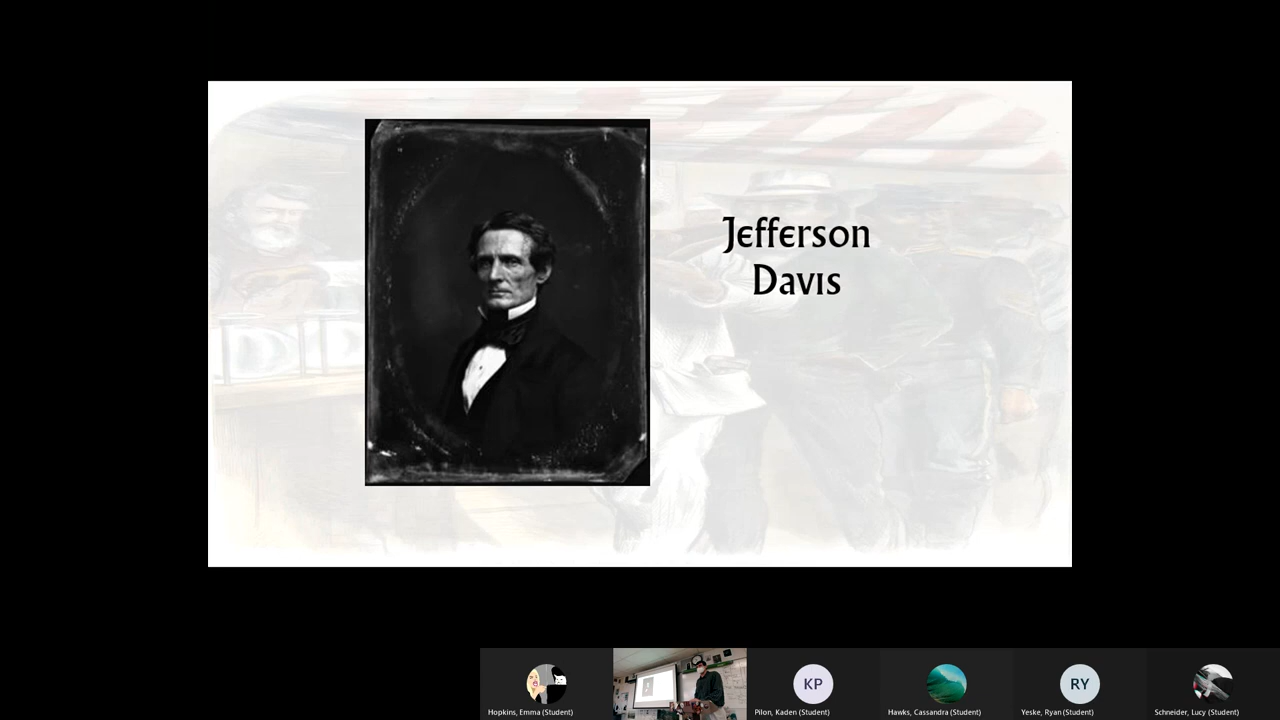 Jefferson
Davis
Hopkins, Emma (Student)
KP
Pilon, Kaden (Student)
Hawks, Cassandra (Student)
RY
Yeske, Ryan (Student)
Schneider, Lucy (Student)